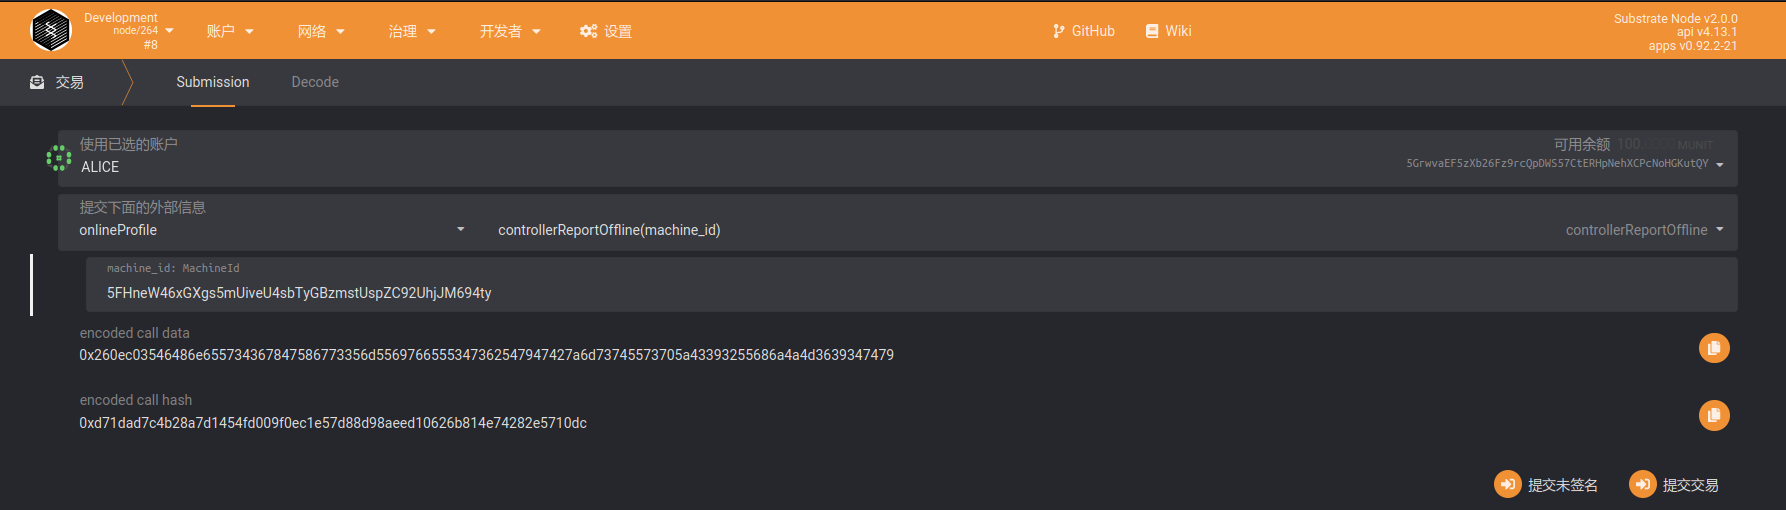 Development
node/264
#8
账户
网络
治理
开发者
设置
GitHub
Wiki
Substrate Node v2.0.0
api v4.13.1
apps v0.92.2-21
交易
Submission
Decode
使用已选的账户
ALICE
可用余额 100.0000 MUNIT
5GrwvaEF5zXb26Fz9rcQpDWS57CtERHpNehXCPcNoHGKutQY
提交下面的外部信息
onlineProfile
controllerReportOffline(machine_id)
controllerReportOffline
machine_id: MachineId
5FHneW46xGXgs5mUiveU4sbTyGBzmstUspZC92UhjJM694ty
encoded call data
0x260ec03546486e6557343678475867733 56d5569766555347362547947427a6d73745573705a43393255686a4a4d3639347479
encoded call hash
0xd71dad7c4b28a7d1454fd009f0ec1e57d88d98aeed10626b814e74282e5710dc
提交未签名
提交交易